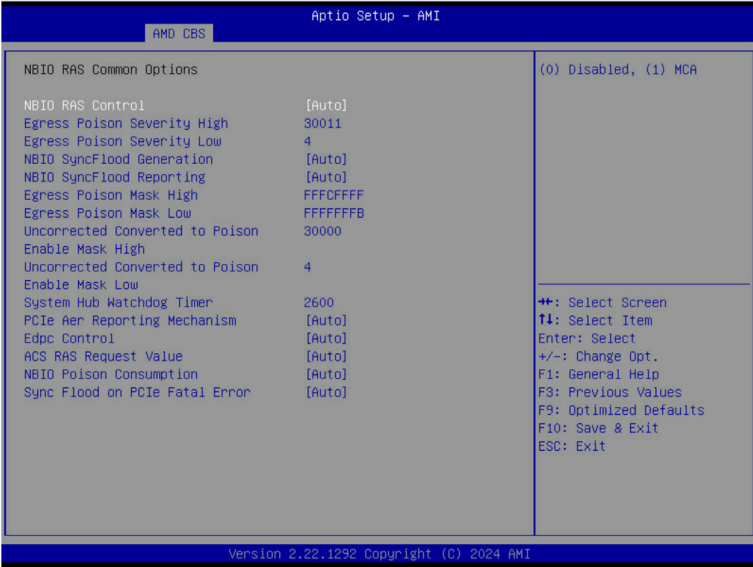 Aptio Setup – AMI
AMD CBS
NBIO RAS Common Options
(0) Disabled, (1) MCA
NBIO RAS Control [Auto]
Egress Poison Severity High 30011
Egress Poison Severity Low 4
NBIO SyncFlood Generation [Auto]
NBIO SyncFlood Reporting [Auto]
Egress Poison Mask High FFFCFFFF
Egress Poison Mask Low FFFFFFFB
Uncorrected Converted to Poison 30000
Enable Mask High
Uncorrected Converted to Poison 4
Enable Mask Low
System Hub Watchdog Timer 2600
PCIe Aer Reporting Mechanism [Auto]
Edpc Control [Auto]
ACS RAS Request Value [Auto]
NBIO Poison Consumption [Auto]
Sync Flood on PCIe Fatal Error [Auto]
→←: Select Screen
↑↓: Select Item
Enter: Select
+/-: Change Opt.
F1: General Help
F3: Previous Values
F9: Optimized Defaults
F10: Save & Exit
ESC: Exit
Version 2.22.1292 Copyright (C) 2024 AMI